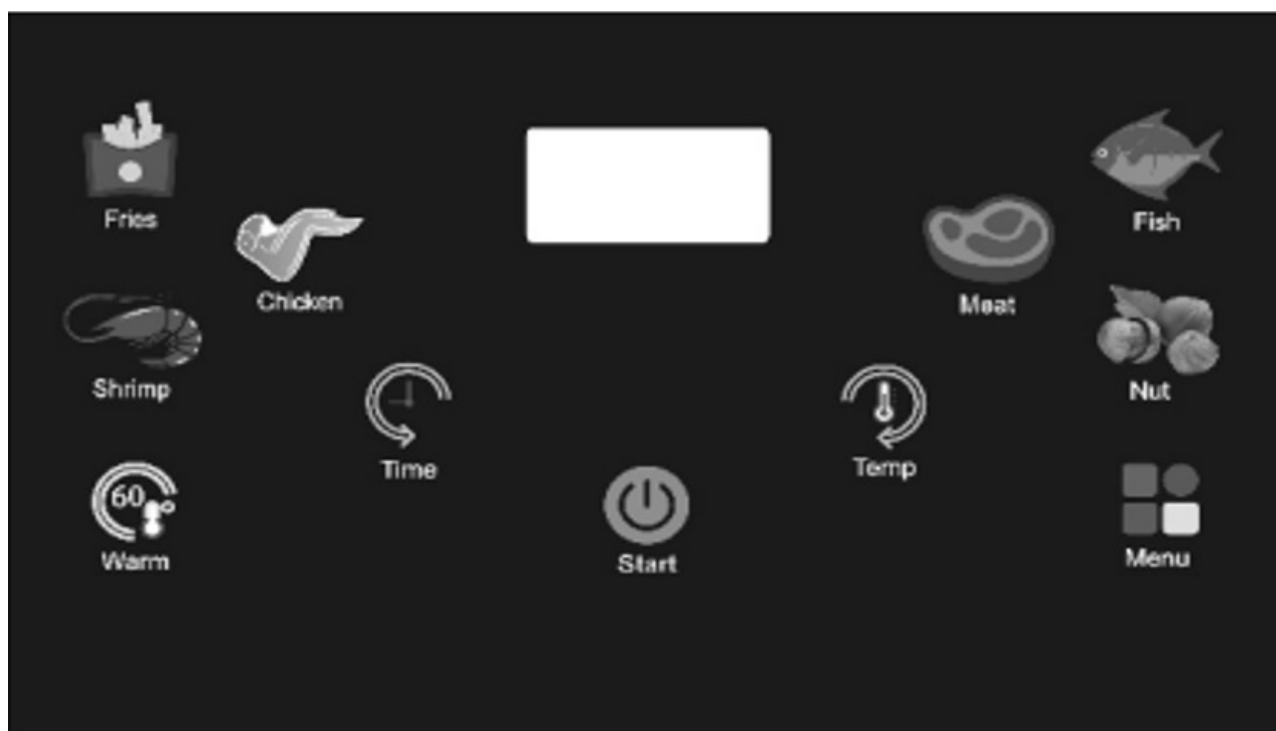 Fries
Fish
Chicken
Meat
Shrimp
Nut
Time
Temp
60
Warm
Start
Menu